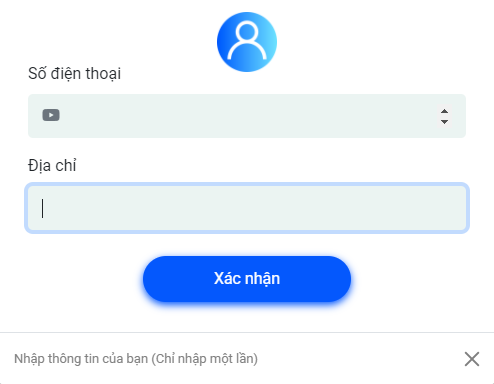 Số điện thoại
Địa chỉ
Xác nhận
Nhập thông tin của bạn (Chỉ nhập một lần)